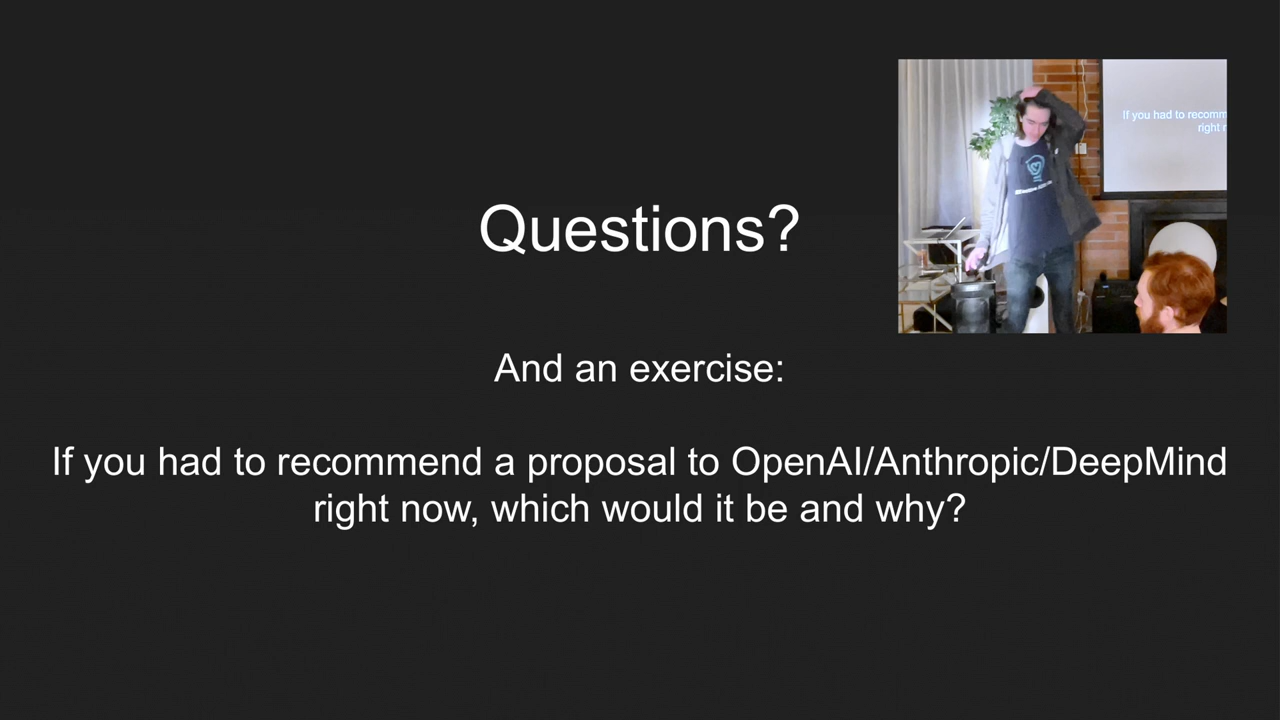 Questions?
And an exercise:
If you had to recommend a proposal to OpenAI/Anthropic/DeepMind
right now, which would it be and why?
If you had to recomm
right r